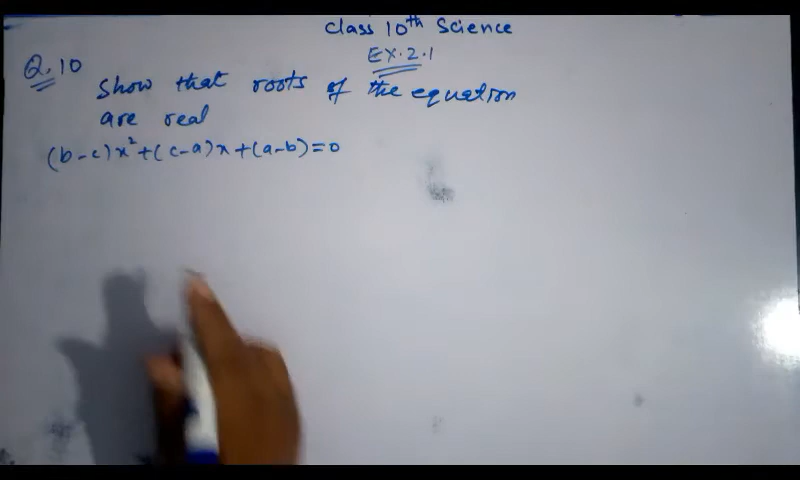 Class 10th Science
EX.2.1
Q.10
Show that roots of the equation
are real
(b-c)x²+(c-a)x+(a-b)=0